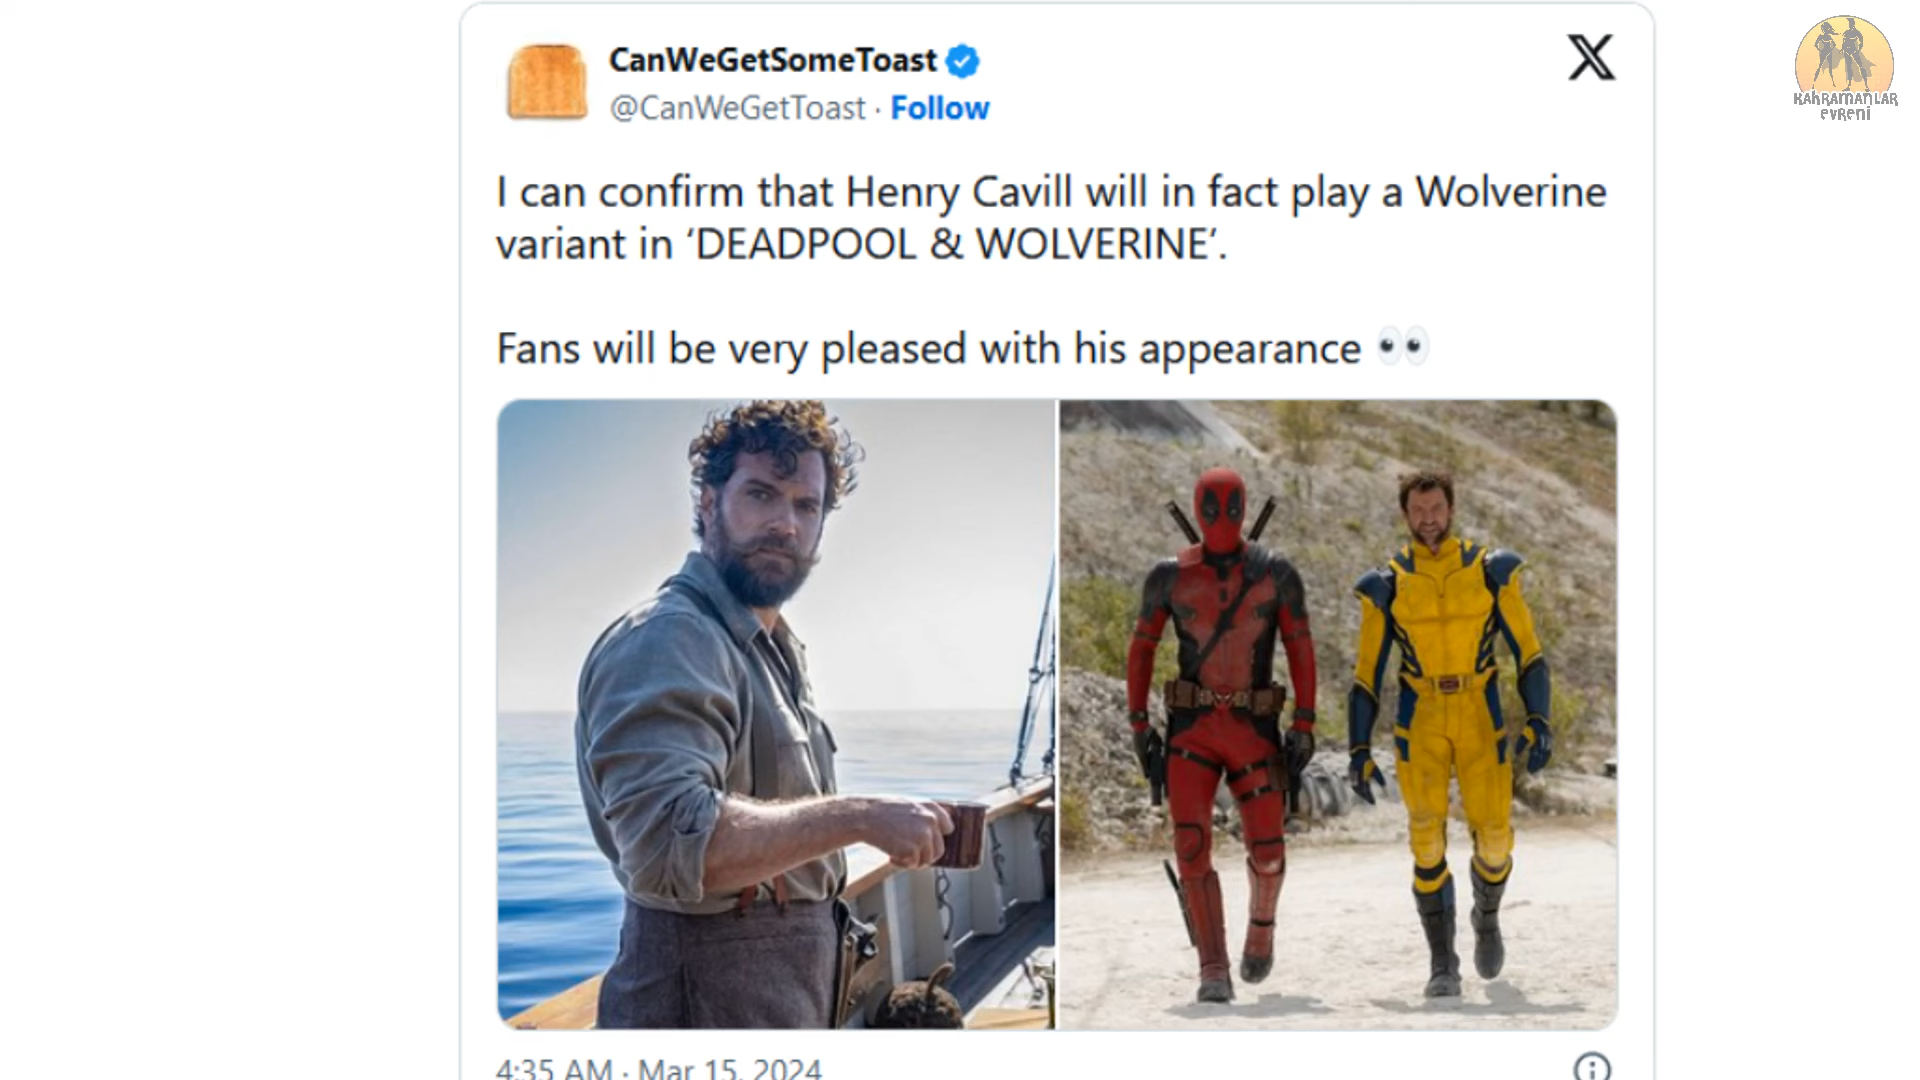 CanWeGetSomeToast
@CanWeGetToast · Follow
I can confirm that Henry Cavill will in fact play a Wolverine
variant in ‘DEADPOOL & WOLVERINE’.
Fans will be very pleased with his appearance 👀
4:35 AM · Mar 15, 2024
KAHRAMANLAR
EVRENİ